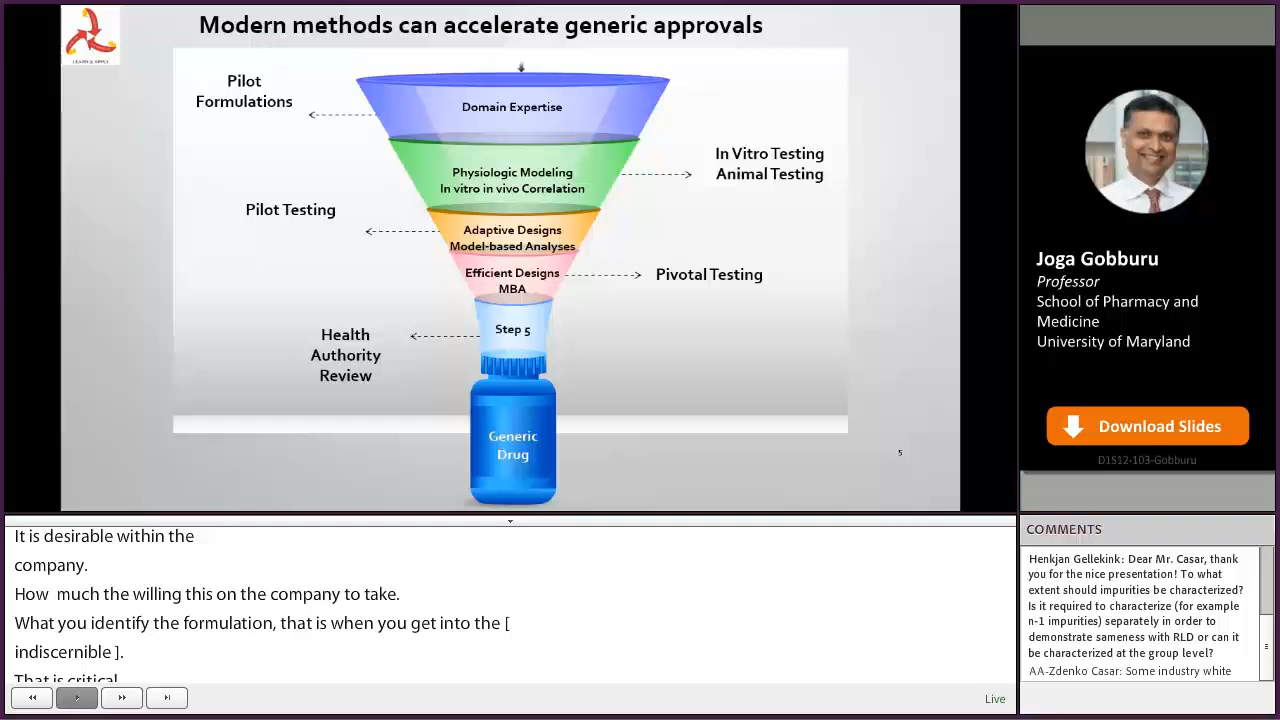 Modern methods can accelerate generic approvals
LEARN & APPLY
Pilot
Formulations
Domain Expertise
In Vitro Testing
Animal Testing
Physiologic Modeling
In vitro in vivo Correlation
Pilot Testing
Adaptive Designs
Model-based Analyses
Efficient Designs
MBA
Pivotal Testing
Step 5
Health
Authority
Review
Generic
Drug
5
Joga Gobburu
Professor
School of Pharmacy and
Medicine
University of Maryland
Download Slides
D1S12-103-Gobburu
It is desirable within the
company.
How  much the willing this on the company to take.
What you identify the formulation, that is when you get into the [
indiscernible ].
That is critical
Live
COMMENTS
Henkjan Gellekink: Dear Mr. Casar, thank
you for the nice presentation! To what
extent should impurities be characterized?
Is it required to characterize (for example
n-1 impurities) separately in order to
demonstrate sameness with RLD or can it
be characterized at the group level?
AA-Zdenko Casar: Some industry white